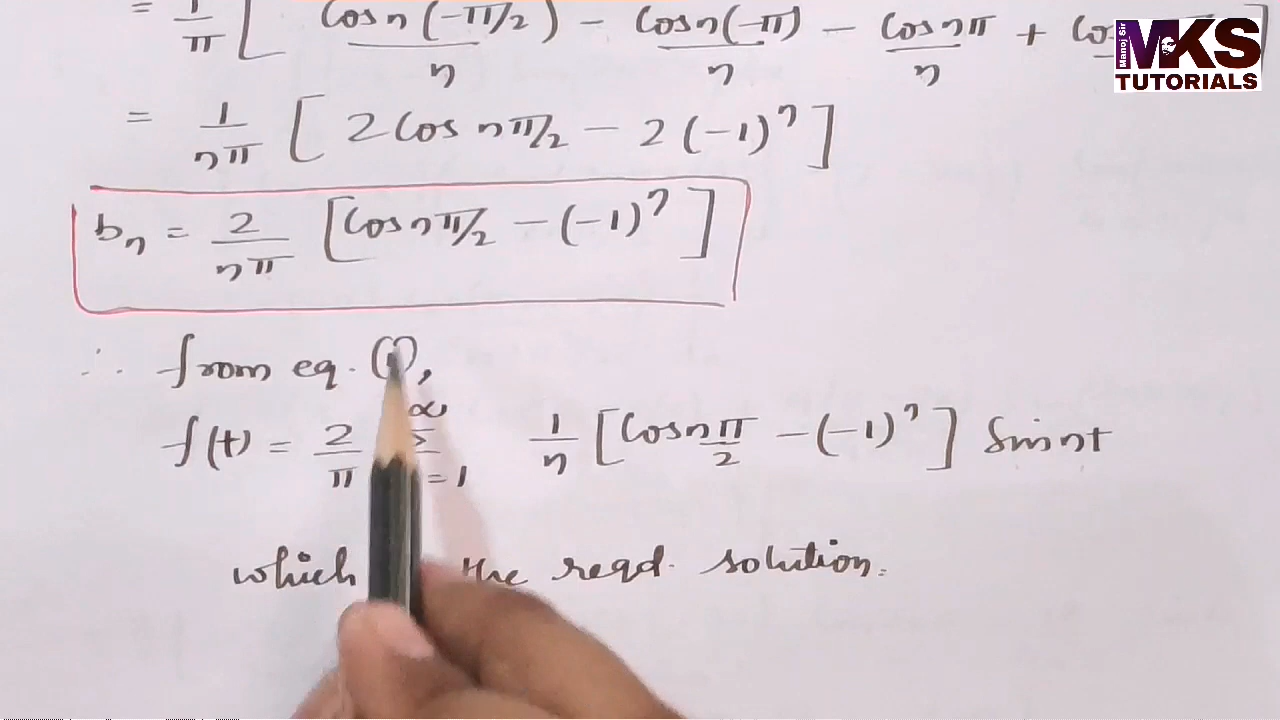 = 1/π [ Cos n(-π/2)/n - Cos n(-π)/n - Cos nπ/n + ]
= 1/nπ [ 2 Cos nπ/2 - 2 (-1)^n ]
bn = 2/nπ [Cos nπ/2 - (-1)^n]
∴ from eq. (1),
f(t) = 2/π Σ ∞ = 1 1/n [Cos nπ/2 - (-1)^n] Sin nt
which the reqd. solution.
Manoj Sir
MKS
TUTORIALS